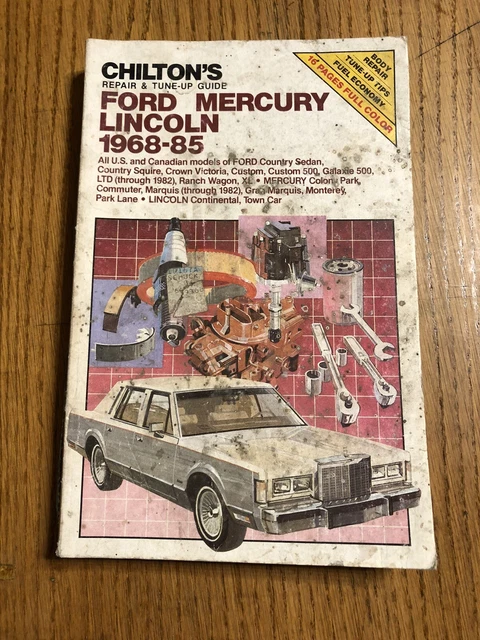 CHILTON'S
REPAIR & TUNE-UP GUIDE
FORD MERCURY
LINCOLN
1968-85
All U.S. and Canadian models of FORD Country Sedan,
Country Squire, Crown Victoria, Custom, Custom 500, Galaxie 500,
LTD (through 1982), Ranch Wagon, XL • MERCURY Colony Park,
Commuter, Marquis (through 1982), Gran Marquis, Monterey,
Park Lane • LINCOLN Continental, Town Car
BODY
REPAIR
TUNE-UP TIPS
FUEL ECONOMY
16 PAGES FULL COLOR